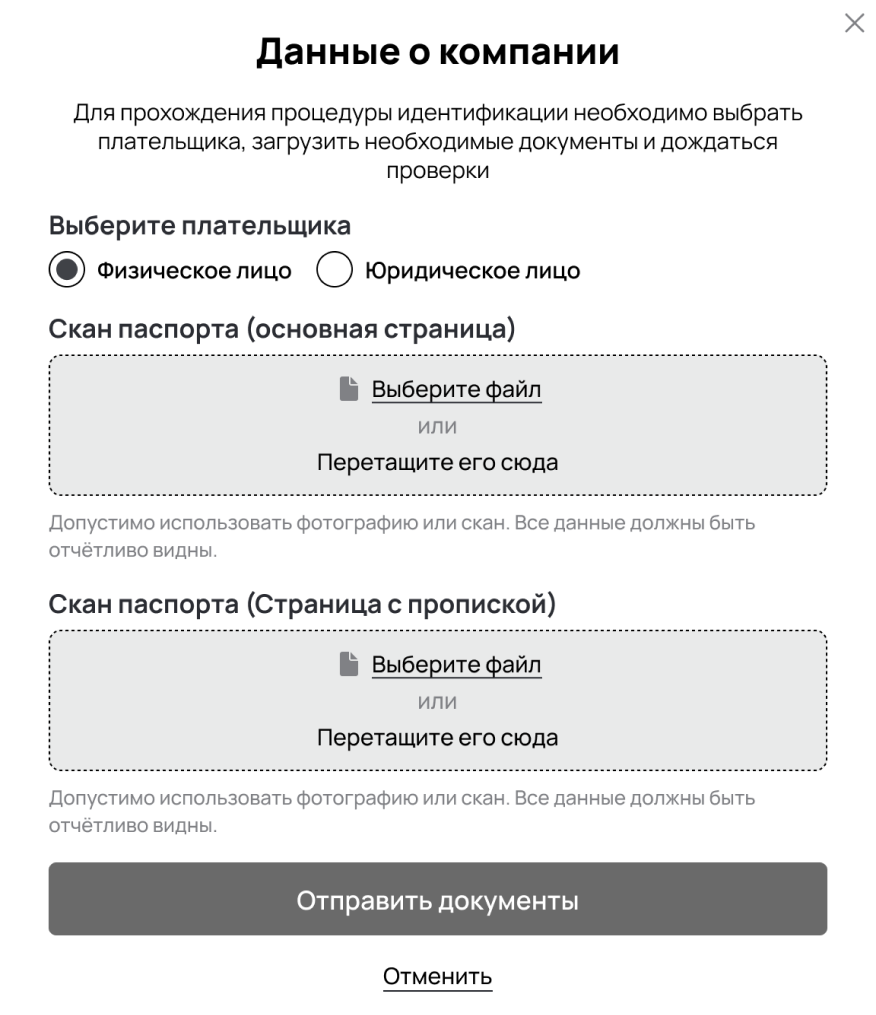 Данные о компании
Для прохождения процедуры идентификации необходимо выбрать
плательщика, загрузить необходимые документы и дождаться
проверки
Выберите плательщика
Физическое лицо Юридическое лицо
Скан паспорта (основная страница)
Выберите файл
или
Перетащите его сюда
Допустимо использовать фотографию или скан. Все данные должны быть
отчётливо видны.
Скан паспорта (Страница с пропиской)
Выберите файл
или
Перетащите его сюда
Допустимо использовать фотографию или скан. Все данные должны быть
отчётливо видны.
Отправить документы
Отменить